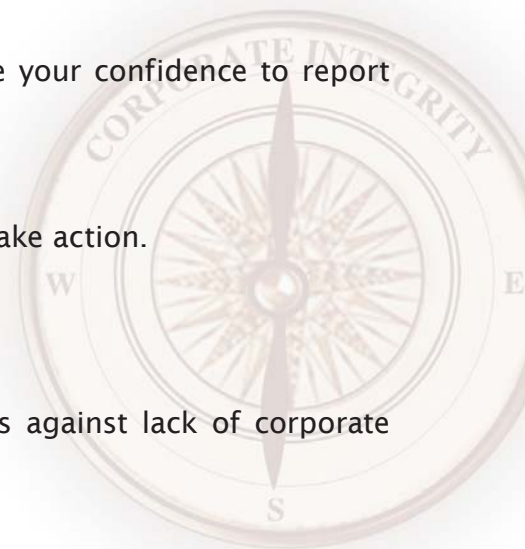 CORPORATE INTEGRITY
e your confidence to report
ake action.
W
E
s against lack of corporate
S